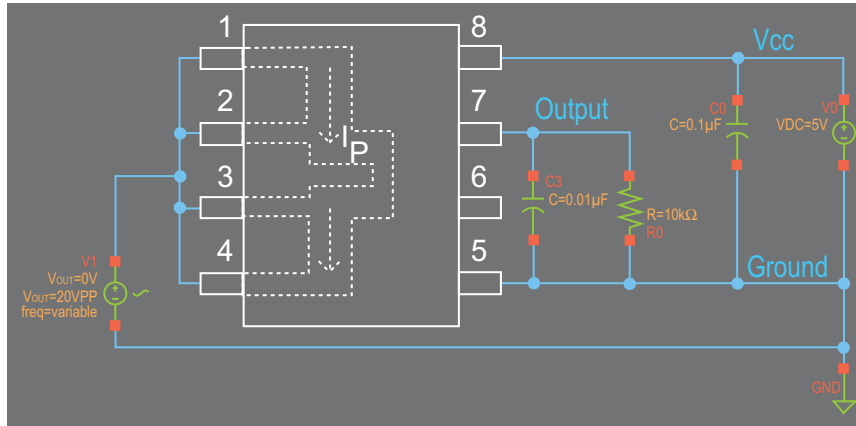 1
2
3
4
8
7
6
5
I
P
Vcc
Output
Ground
C0
C=0.1µF
V0
VDC=5V
C3
C=0.01µF
R=10kΩ
R0
V1
VOUT=0V
VOUT=20VPP
freq=variable
GND